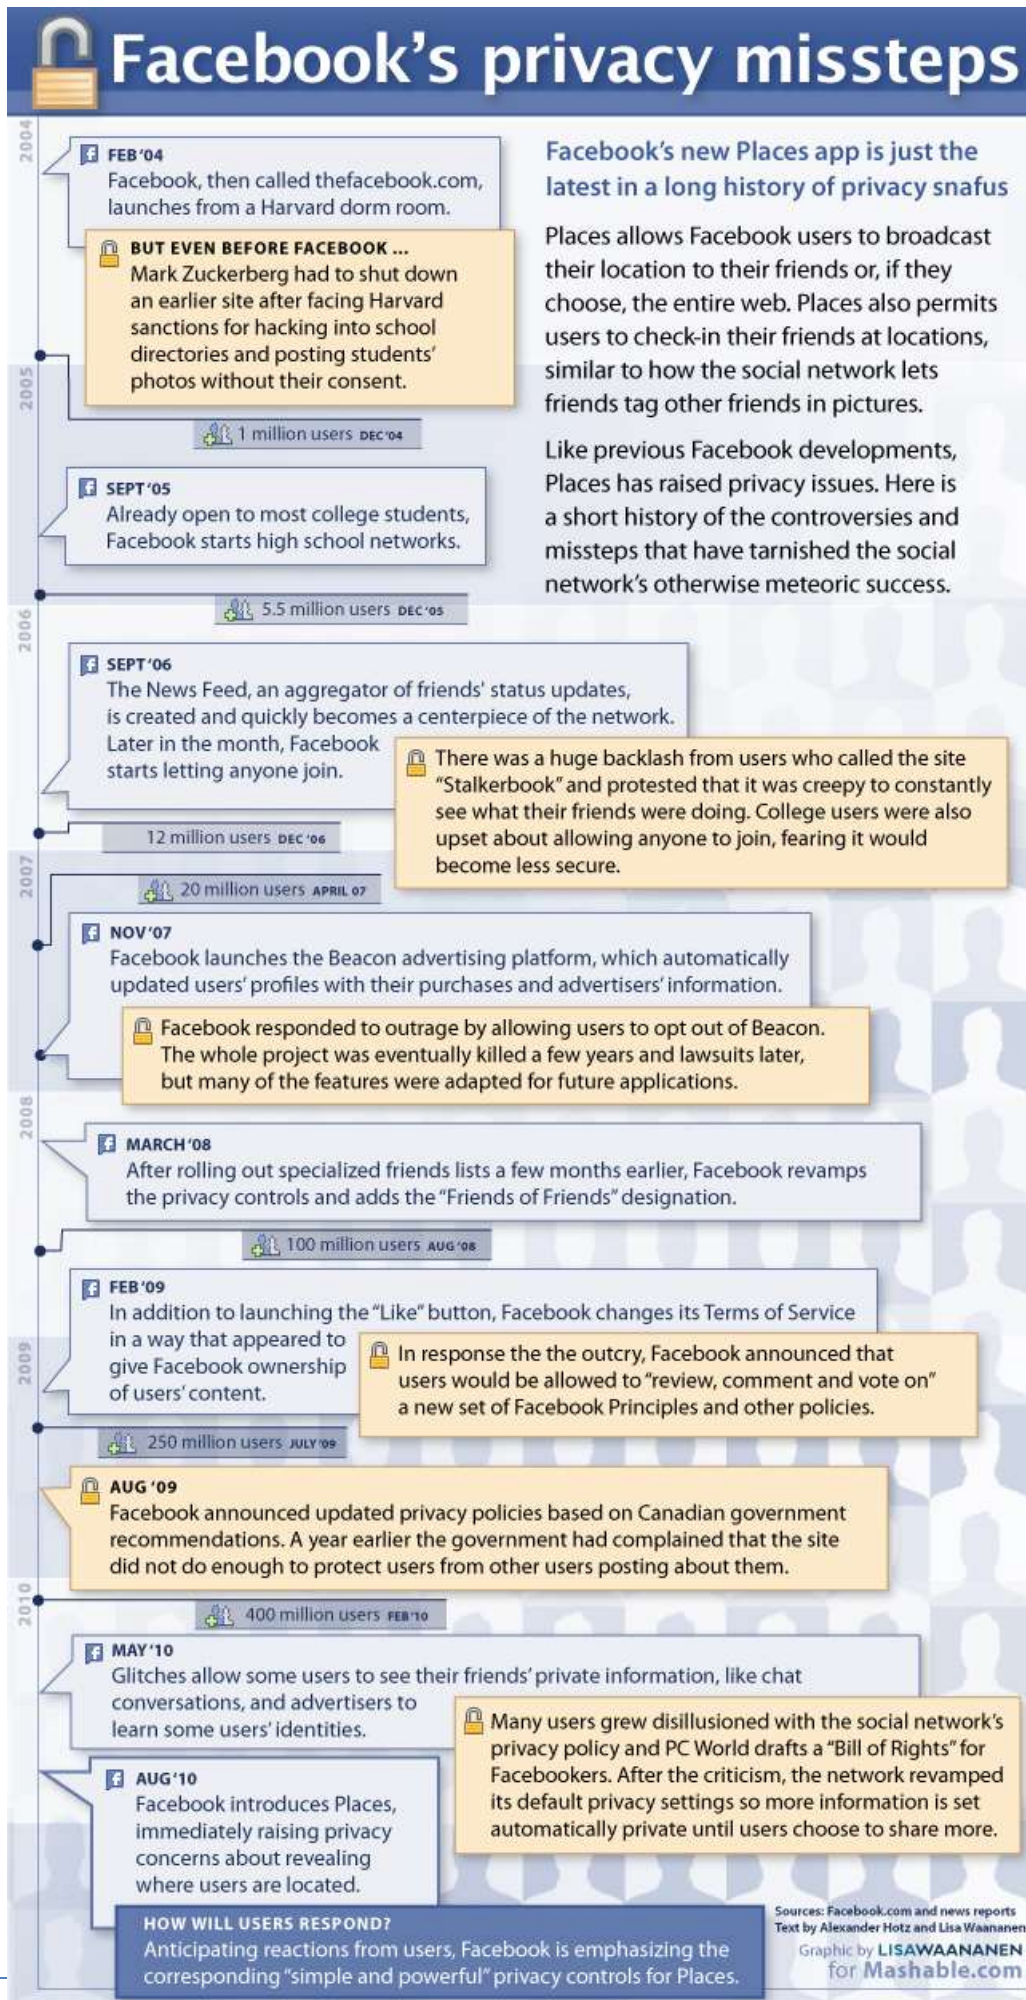 Facebook's privacy missteps
2004
FEB '04
Facebook, then called thefacebook.com,
launches from a Harvard dorm room.
BUT EVEN BEFORE FACEBOOK ...
Mark Zuckerberg had to shut down
an earlier site after facing Harvard
sanctions for hacking into school
directories and posting students'
photos without their consent.
Facebook's new Places app is just the
latest in a long history of privacy snafus
Places allows Facebook users to broadcast
their location to their friends or, if they
choose, the entire web. Places also permits
users to check-in their friends at locations,
similar to how the social network lets
friends tag other friends in pictures.
Like previous Facebook developments,
Places has raised privacy issues. Here is
a short history of the controversies and
missteps that have tarnished the social
network's otherwise meteoric success.
2005
1 million users DEC '04
SEPT '05
Already open to most college students,
Facebook starts high school networks.
5.5 million users DEC '05
2006
SEPT '06
The News Feed, an aggregator of friends' status updates,
is created and quickly becomes a centerpiece of the network.
Later in the month, Facebook
starts letting anyone join.
There was a huge backlash from users who called the site
"Stalkerbook" and protested that it was creepy to constantly
see what their friends were doing. College users were also
upset about allowing anyone to join, fearing it would
become less secure.
12 million users DEC '06
2007
20 million users APRIL 07
NOV '07
Facebook launches the Beacon advertising platform, which automatically
updated users' profiles with their purchases and advertisers' information.
Facebook responded to outrage by allowing users to opt out of Beacon.
The whole project was eventually killed a few years and lawsuits later,
but many of the features were adapted for future applications.
2008
MARCH '08
After rolling out specialized friends lists a few months earlier, Facebook revamps
the privacy controls and adds the "Friends of Friends" designation.
100 million users AUG '08
FEB '09
In addition to launching the "Like" button, Facebook changes its Terms of Service
in a way that appeared to
give Facebook ownership
of users' content.
2009
In response the the outcry, Facebook announced that
users would be allowed to "review, comment and vote on"
a new set of Facebook Principles and other policies.
250 million users JULY '09
AUG '09
Facebook announced updated privacy policies based on Canadian government
recommendations. A year earlier the government had complained that the site
did not do enough to protect users from other users posting about them.
2010
400 million users FEB '10
MAY '10
Glitches allow some users to see their friends' private information, like chat
conversations, and advertisers to
learn some users' identities.
Many users grew disillusioned with the social network's
privacy policy and PC World drafts a "Bill of Rights" for
Facebookers. After the criticism, the network revamped
its default privacy settings so more information is set
automatically private until users choose to share more.
AUG '10
Facebook introduces Places,
immediately raising privacy
concerns about revealing
where users are located.
HOW WILL USERS RESPOND?
Anticipating reactions from users, Facebook is emphasizing the
corresponding "simple and powerful" privacy controls for Places.
Sources: Facebook.com and news reports
Text by Alexander Hotz and Lisa Waananen
Graphic by LISAWAANANEN
for Mashable.com